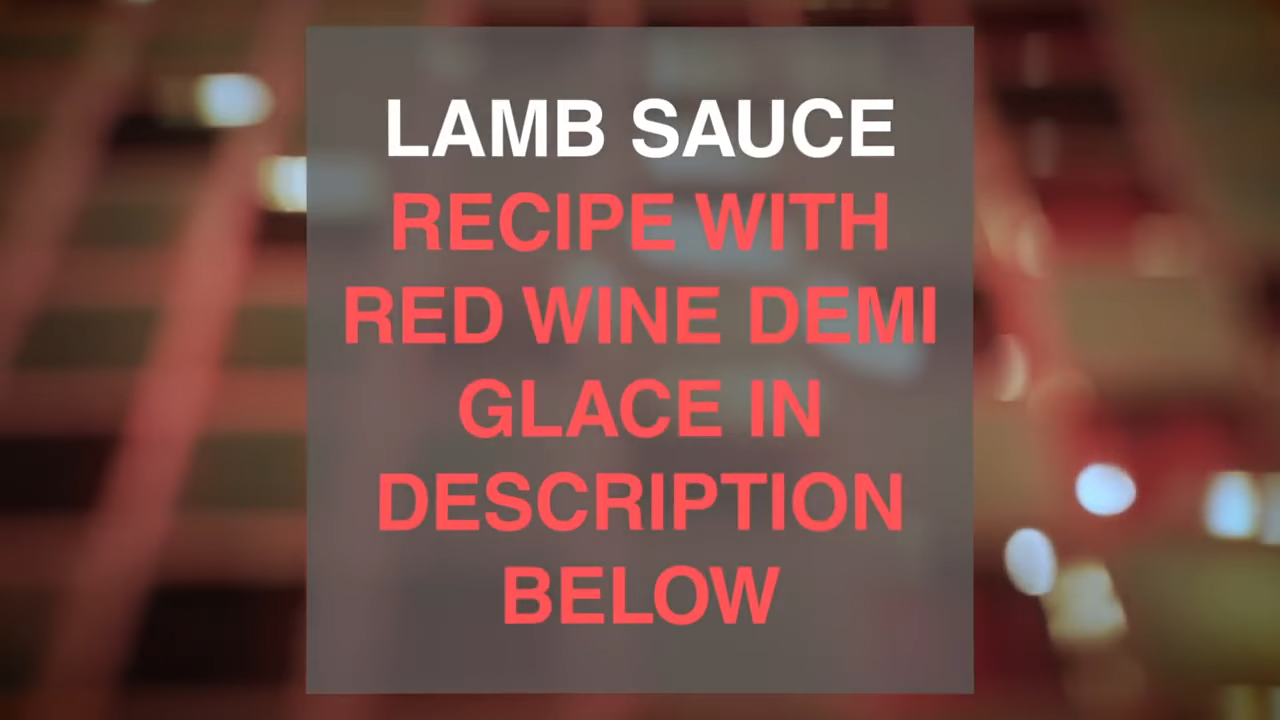 LAMB SAUCE
RECIPE WITH
RED WINE DEMI
GLACE IN
DESCRIPTION
BELOW